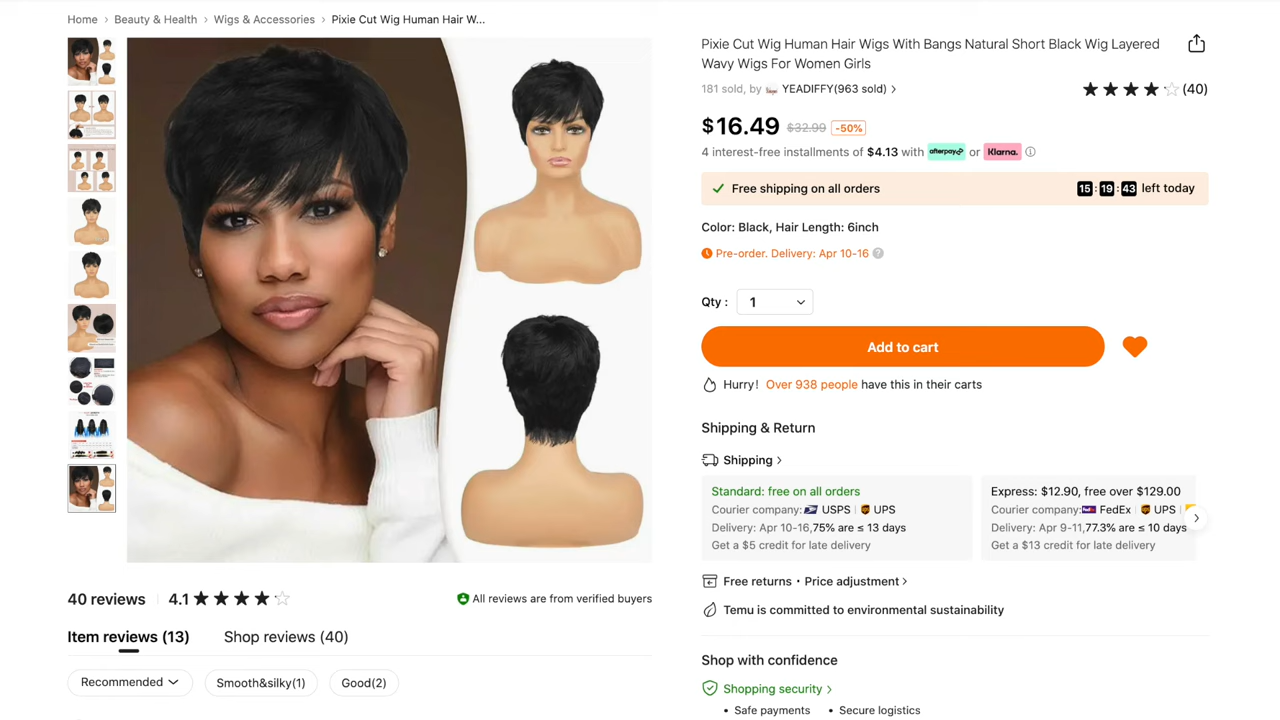 Home › Beauty & Health › Wigs & Accessories › Pixie Cut Wig Human Hair W...
Pixie Cut Wig Human Hair Wigs With Bangs Natural Short Black Wig Layered
Wavy Wigs For Women Girls
181 sold, by YEADIFFY(963 sold) ›
(40)
$16.49 $32.99 -50%
4 interest-free installments of $4.13 with afterpay or Klarna.
Free shipping on all orders
15 : 19 : 43 left today
Color: Black, Hair Length: 6inch
Pre-order. Delivery: Apr 10-16
Qty : 1
Add to cart
Hurry! Over 938 people have this in their carts
Shipping & Return
Shipping ›
Standard: free on all orders
Courier company: USPS | UPS
Delivery: Apr 10-16,75% are ≤ 13 days
Get a $5 credit for late delivery
Express: $12.90, free over $129.00
Courier company: FedEx | UPS |
Delivery: Apr 9-11,77.3% are ≤ 10 days
Get a $13 credit for late delivery
Free returns · Price adjustment ›
Temu is committed to environmental sustainability
Shop with confidence
Shopping security ›
• Safe payments • Secure logistics
40 reviews | 4.1
All reviews are from verified buyers
Item reviews (13)
Shop reviews (40)
Recommended
Smooth&silky(1)
Good(2)